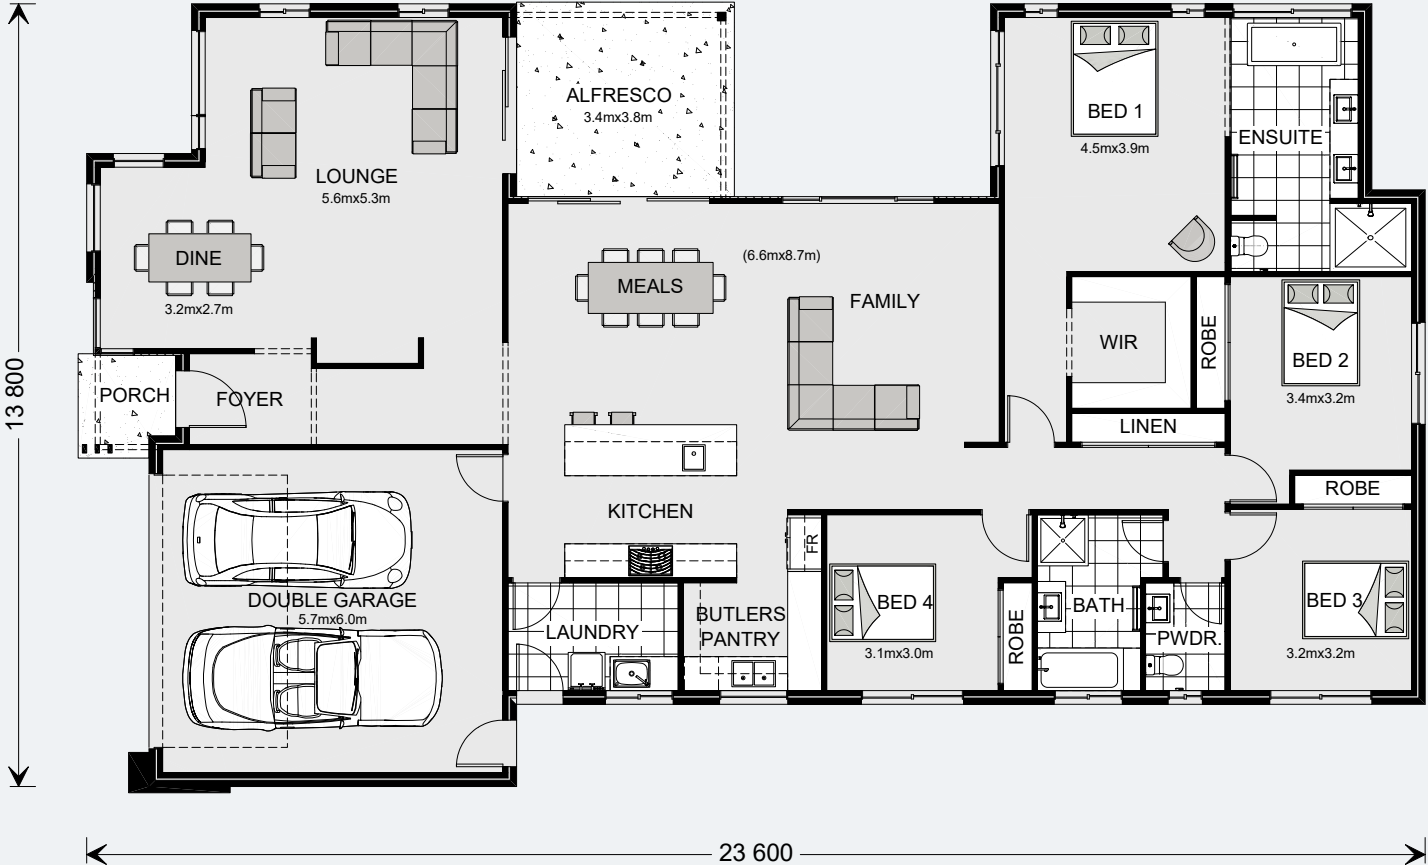 ALFRESCO
3.4mx3.8m
BED 1
4.5mx3.9m
ENSUITE
LOUNGE
5.6mx5.3m
DINE
3.2mx2.7m
MEALS
(6.6mx8.7m)
FAMILY
WIR
ROBE
BED 2
3.4mx3.2m
PORCH
FOYER
LINEN
13 800
ROBE
KITCHEN
FR
DOUBLE GARAGE
5.7mx6.0m
LAUNDRY
BUTLERS
PANTRY
BED 4
3.1mx3.0m
ROBE
BATH
PWDR.
BED 3
3.2mx3.2m
23 600